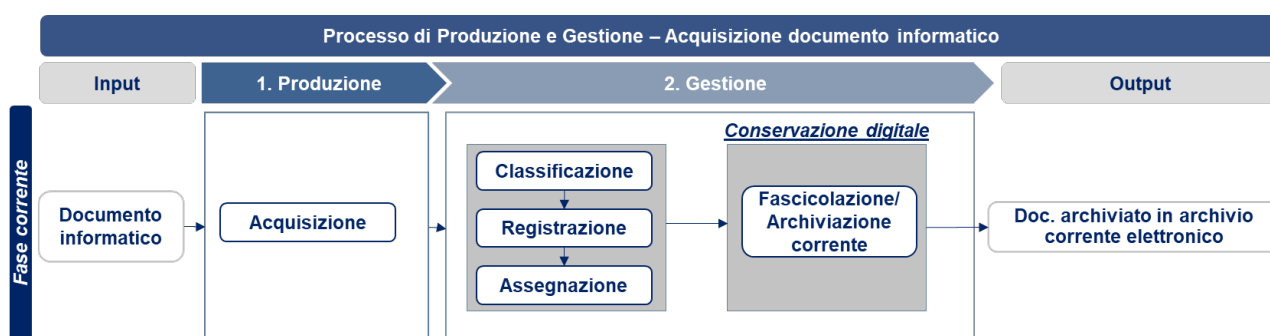 Processo di Produzione e Gestione – Acquisizione documento informatico
Input
1. Produzione
2. Gestione
Output
Fase corrente
Documento
informatico
Acquisizione
Classificazione
Registrazione
Assegnazione
Conservazione digitale
Fascicolazione/
Archiviazione
corrente
Doc. archiviato in archivio
corrente elettronico